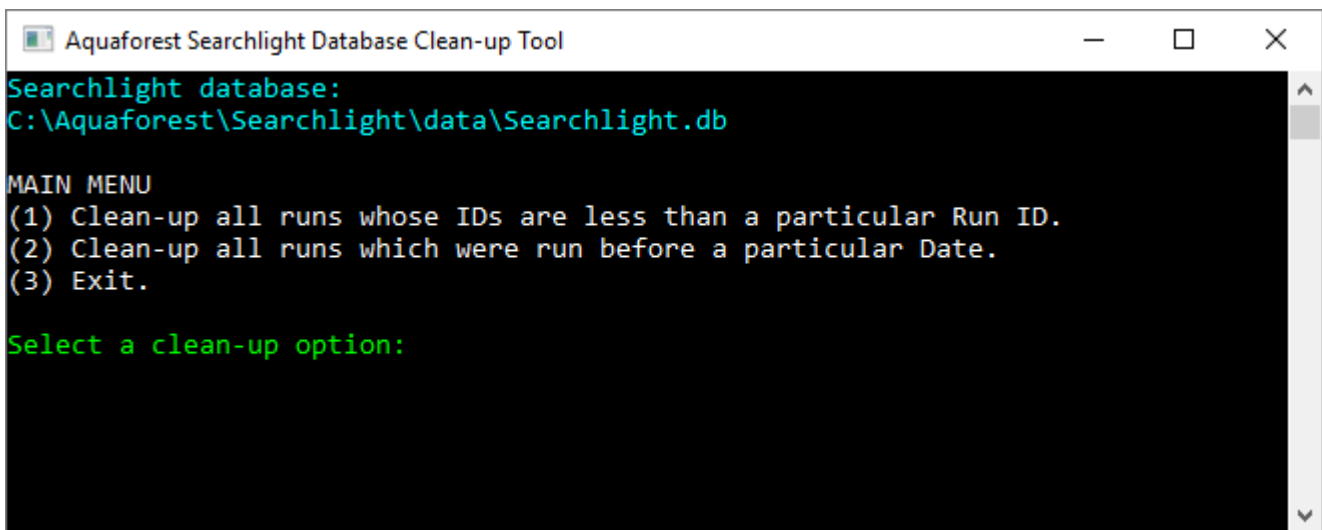 Aquaforest Searchlight Database Clean-up Tool
Searchlight database:
C:\Aquaforest\Searchlight\data\Searchlight.db
MAIN MENU
(1) Clean-up all runs whose IDs are less than a particular Run ID.
(2) Clean-up all runs which were run before a particular Date.
(3) Exit.
Select a clean-up option: